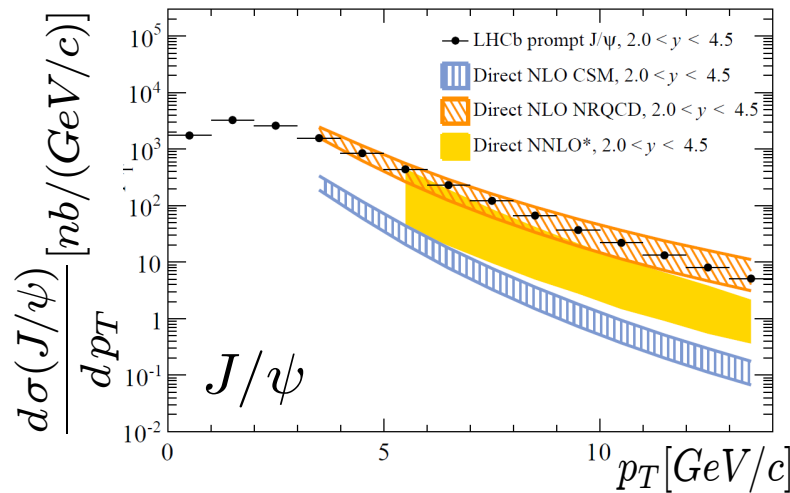 10^5
10^4
10^3
10^2
10
1
10^-1
10^-2
dσ(J/ψ)/dp_T [nb/(GeV/c)]
LHCb prompt J/ψ, 2.0 < y < 4.5
Direct NLO CSM, 2.0 < y < 4.5
Direct NLO NRQCD, 2.0 < y < 4.5
Direct NNLO*, 2.0 < y < 4.5
J/ψ
0 5 10
p_T[GeV/c]